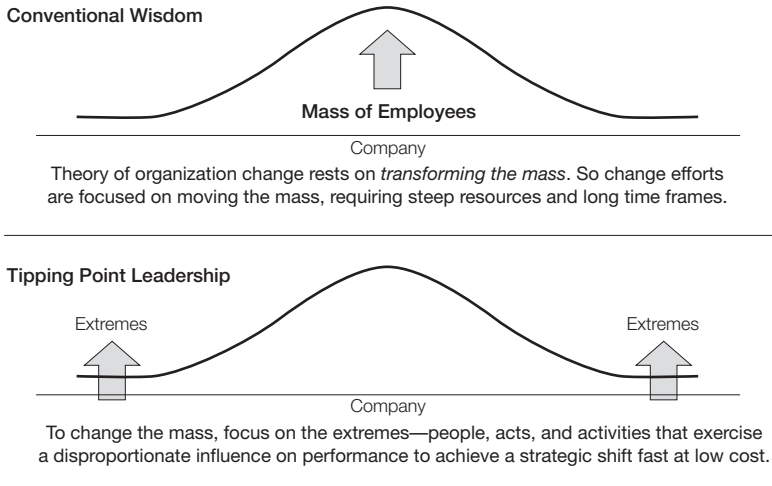 Conventional Wisdom
Mass of Employees
Company
Theory of organization change rests on transforming the mass. So change efforts
are focused on moving the mass, requiring steep resources and long time frames.
Tipping Point Leadership
Extremes
Extremes
Company
To change the mass, focus on the extremes—people, acts, and activities that exercise
a disproportionate influence on performance to achieve a strategic shift fast at low cost.